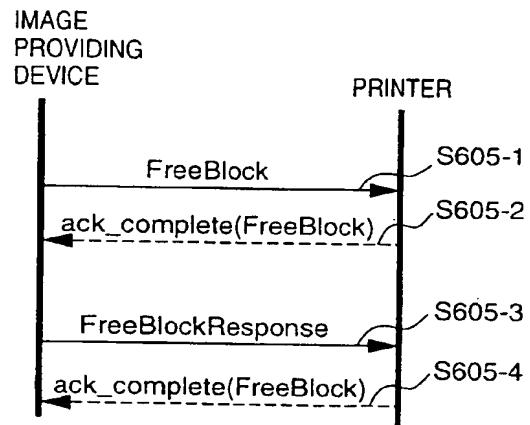 IMAGE
PROVIDING
DEVICE
PRINTER
S605-1
FreeBlock
S605-2
ack_complete(FreeBlock)
S605-3
FreeBlockResponse
S605-4
ack_complete(FreeBlock)